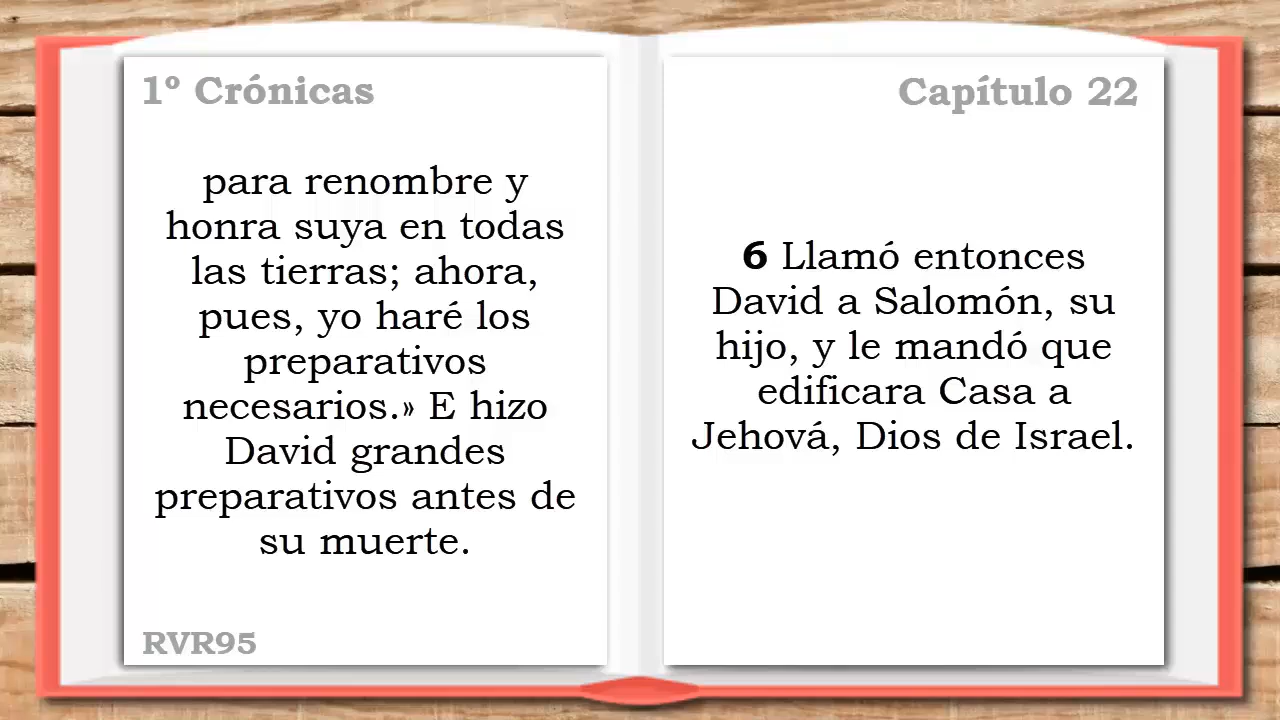 1º Crónicas
para renombre y
honra suya en todas
las tierras; ahora,
pues, yo haré los
preparativos
necesarios.» E hizo
David grandes
preparativos antes de
su muerte.
RVR95
Capítulo 22
6 Llamó entonces
David a Salomón, su
hijo, y le mandó que
edificara Casa a
Jehová, Dios de Israel.